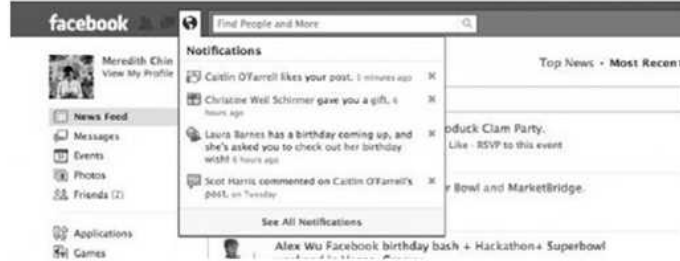 facebook
Find People and More
Meredith Chin
View My Profile
News Feed
Messages
Events
Photos
Friends (2)
Applications
Games
Notifications
Caitlin O'Farrell likes your post. 5 minutes ago
Christine Well Schirmer gave you a gift. 6
hours ago
Laura Barnes has a birthday coming up, and
she's asked you to check out her birthday
wish! 6 hours ago
Scot Harris commented on Caitlin O'Farrell's
post. on Tuesday
See All Notifications
Top News · Most Recent
oduck Clam Party.
Like · RSVP to this event
r Bowl and MarketBridge.
Alex Wu Facebook birthday bash + Hackathon+ Superbowl